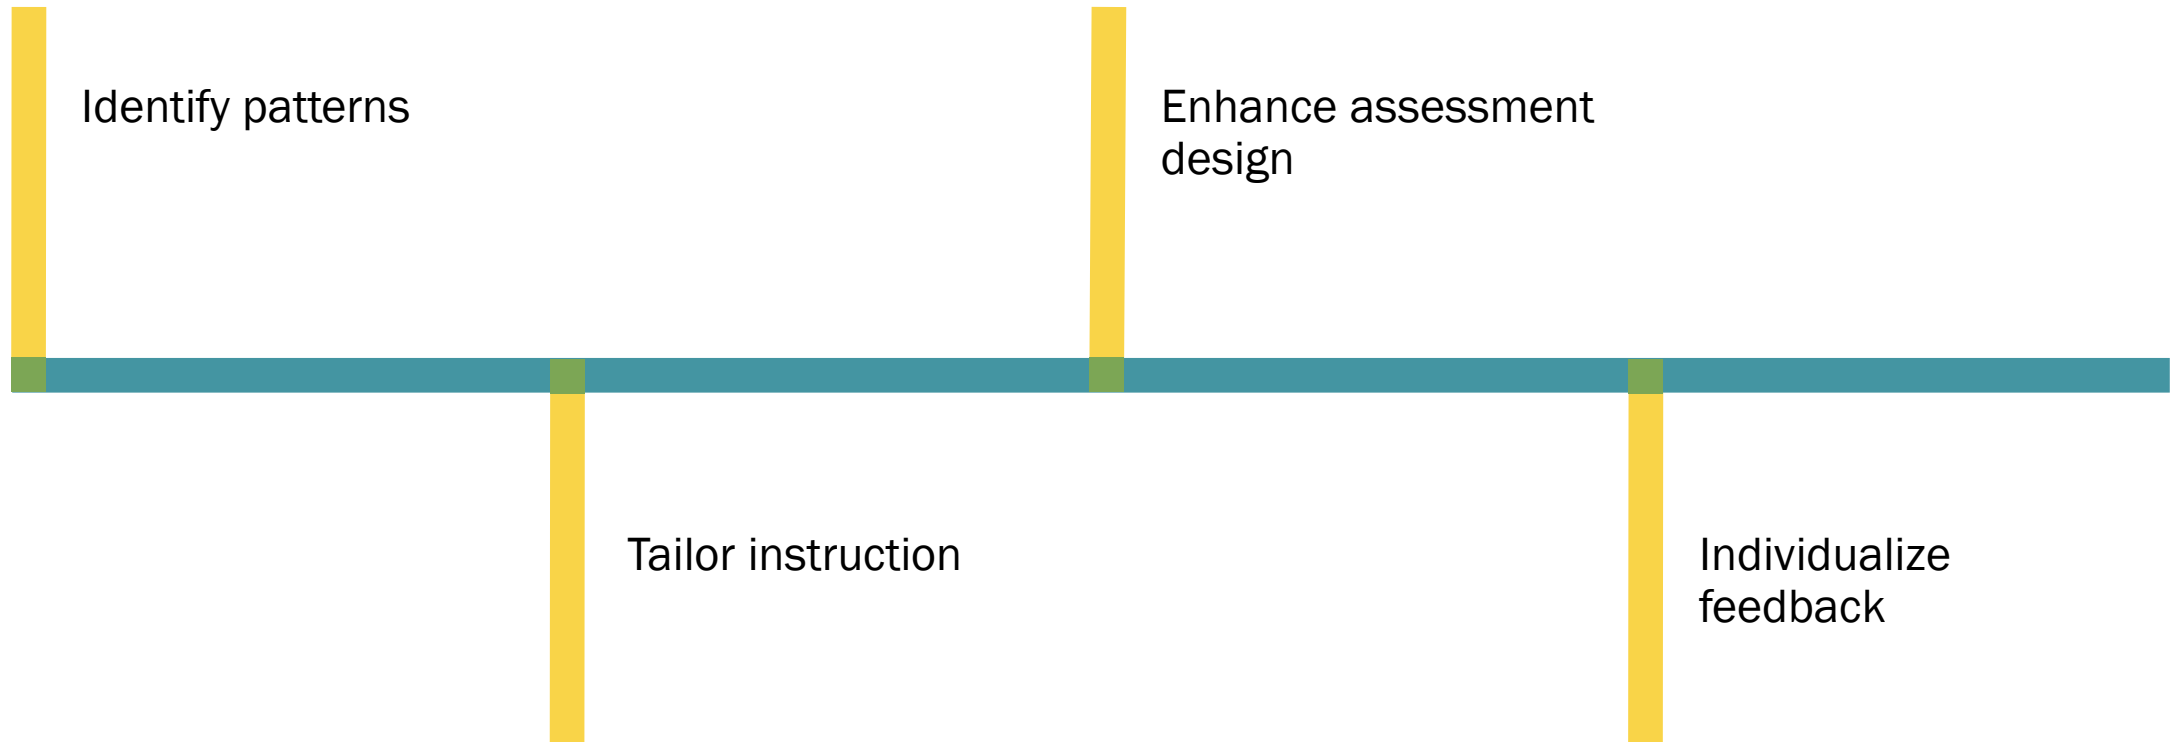 Identify patterns
Tailor instruction
Enhance assessment
design
Individualize
feedback